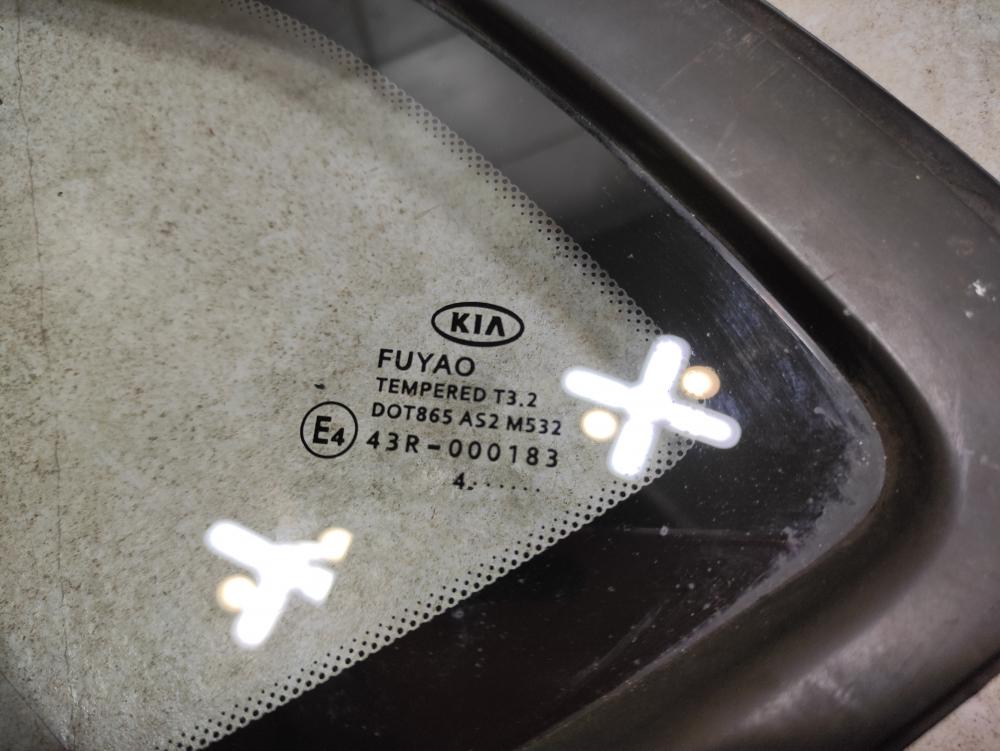 KIA
FUYAO
TEMPERED T3.2
DOT865 AS2 M532
E4 43R-000183
4.......